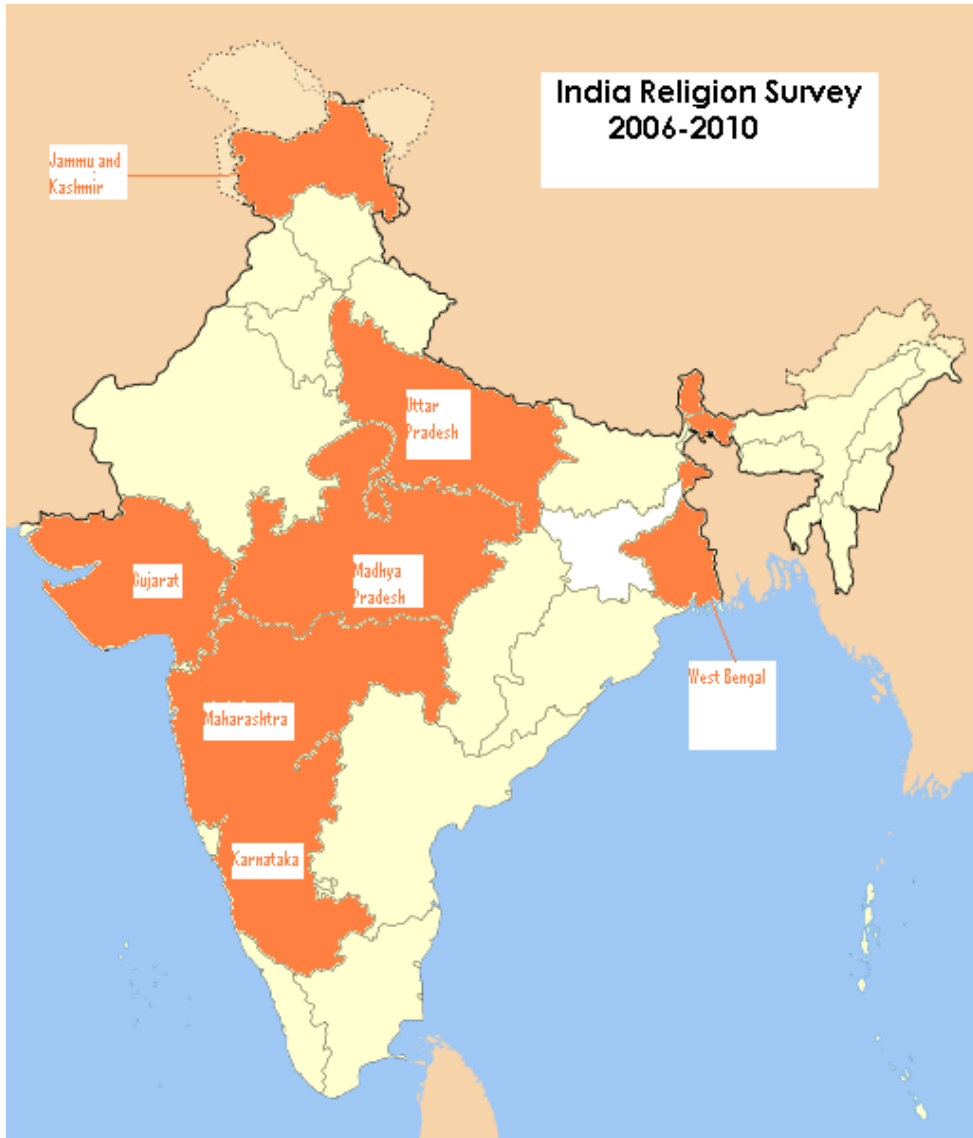 India Religion Survey
2006-2010
Jammu and
Kashmir
Uttar
Pradesh
Gujarat
Madhya
Pradesh
West Bengal
Maharashtra
Karnataka